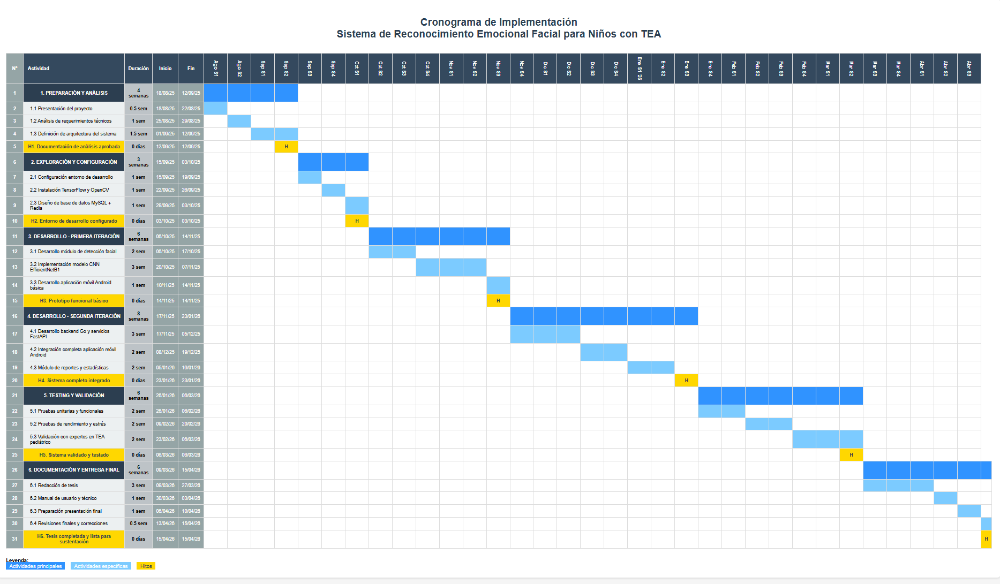 Cronograma de Implementación
Sistema de Reconocimiento Emocional Facial para Niños con TEA
N° Actividad Duración Inicio Fin Ago S1 Ago S2 Sep S1 Sep S2 Sep S3 Sep S4 Oct S1 Oct S2 Oct S3 Oct S4 Nov S1 Nov S2 Nov S3 Nov S4 Dic S1 Dic S2 Dic S3 Dic S4 Ene S1 '26 Ene S2 Ene S3 Ene S4 Feb S1 Feb S2 Feb S3 Feb S4 Mar S1 Mar S2 Mar S3 Mar S4 Abr S1 Abr S2 Abr S3
1 1. PREPARACIÓN Y ANÁLISIS 4 semanas 18/08/25 12/09/25
2 1.1 Presentación del proyecto 0.5 sem 18/08/25 22/08/25
3 1.2 Análisis de requerimientos técnicos 1 sem 25/08/25 29/08/25
4 1.3 Definición de arquitectura del sistema 1.5 sem 01/09/25 12/09/25
5 H1. Documentación de análisis aprobada 0 días 12/09/25 12/09/25 H
6 2. EXPLORACIÓN Y CONFIGURACIÓN 3 semanas 15/09/25 03/10/25
7 2.1 Configuración entorno de desarrollo 1 sem 15/09/25 19/09/25
8 2.2 Instalación TensorFlow y OpenCV 1 sem 22/09/25 26/09/25
9 2.3 Diseño de base de datos MySQL + Redis 1 sem 29/09/25 03/10/25
10 H2. Entorno de desarrollo configurado 0 días 03/10/25 03/10/25 H
11 3. DESARROLLO - PRIMERA ITERACIÓN 6 semanas 06/10/25 14/11/25
12 3.1 Desarrollo módulo de detección facial 2 sem 06/10/25 17/10/25
13 3.2 Implementación modelo CNN EfficientNetB1 3 sem 20/10/25 07/11/25
14 3.3 Desarrollo aplicación móvil Android básica 1 sem 10/11/25 14/11/25
15 H3. Prototipo funcional básico 0 días 14/11/25 14/11/25 H
16 4. DESARROLLO - SEGUNDA ITERACIÓN 8 semanas 17/11/25 23/01/26
17 4.1 Desarrollo backend Go y servicios FastAPI 3 sem 17/11/25 05/12/25
18 4.2 Integración completa aplicación móvil Android 2 sem 08/12/25 19/12/25
19 4.3 Módulo de reportes y estadísticas 2 sem 05/01/26 16/01/26
20 H4. Sistema completo integrado 0 días 23/01/26 23/01/26 H
21 5. TESTING Y VALIDACIÓN 6 semanas 26/01/26 06/03/26
22 5.1 Pruebas unitarias y funcionales 2 sem 26/01/26 06/02/26
23 5.2 Pruebas de rendimiento y estrés 2 sem 09/02/26 20/02/26
24 5.3 Validación con expertos en TEA pediátrico 2 sem 23/02/26 06/03/26
25 H5. Sistema validado y testado 0 días 06/03/26 06/03/26 H
26 6. DOCUMENTACIÓN Y ENTREGA FINAL 6 semanas 09/03/26 15/04/26
27 6.1 Redacción de tesis 3 sem 09/03/26 27/03/26
28 6.2 Manual de usuario y técnico 1 sem 30/03/26 03/04/26
29 6.3 Preparación presentación final 1 sem 06/04/26 10/04/26
30 6.4 Revisiones finales y correcciones 0.5 sem 13/04/26 15/04/26
31 H6. Tesis completada y lista para sustentación 0 días 15/04/26 15/04/26 H
Leyenda:
Actividades principales Actividades específicas Hitos